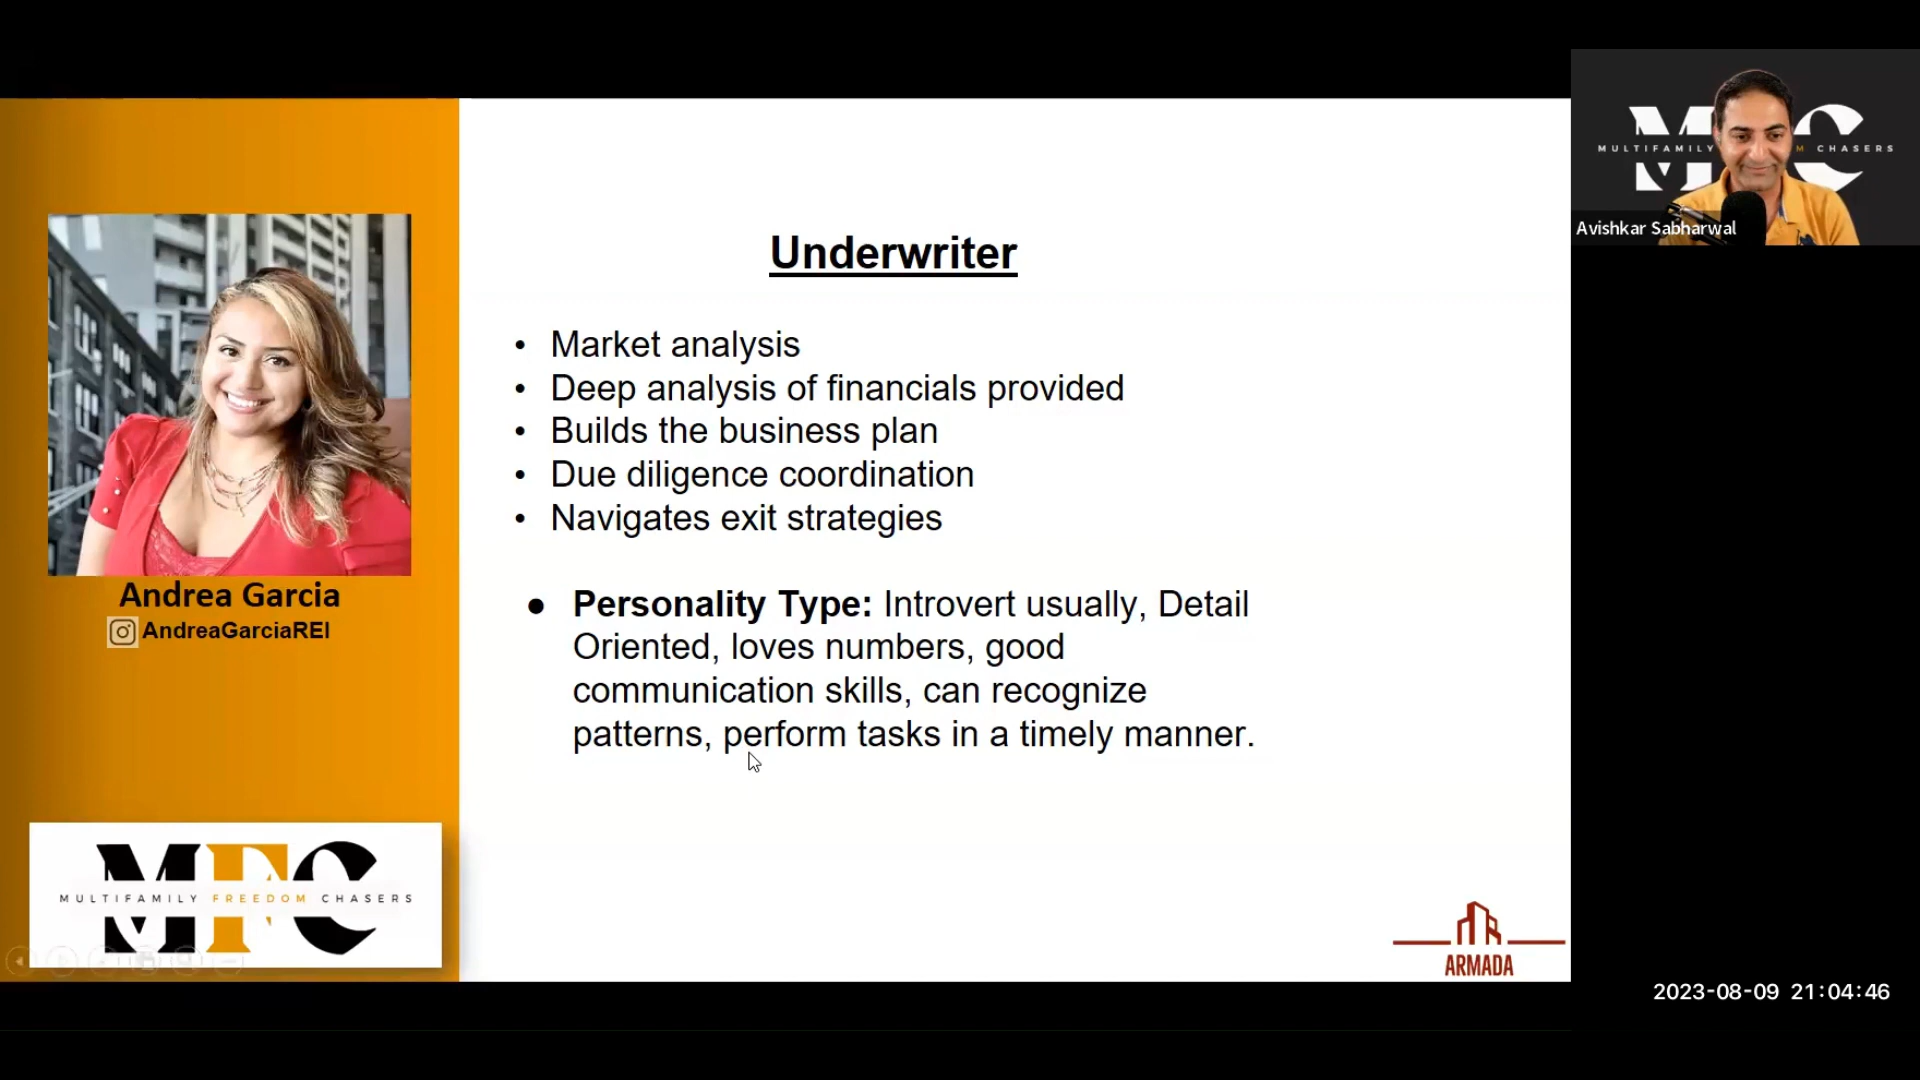 Underwriter
• Market analysis
• Deep analysis of financials provided
• Builds the business plan
• Due diligence coordination
• Navigates exit strategies
● Personality Type: Introvert usually, Detail
Oriented, loves numbers, good
communication skills, can recognize
patterns, perform tasks in a timely manner.
Andrea Garcia
AndreaGarciaREI
MFC
MULTIFAMILY FREEDOM CHASERS
ARMADA
M C
MULTIFAMILY M CHASERS
Avishkar Sabharwal
2023-08-09 21:04:46